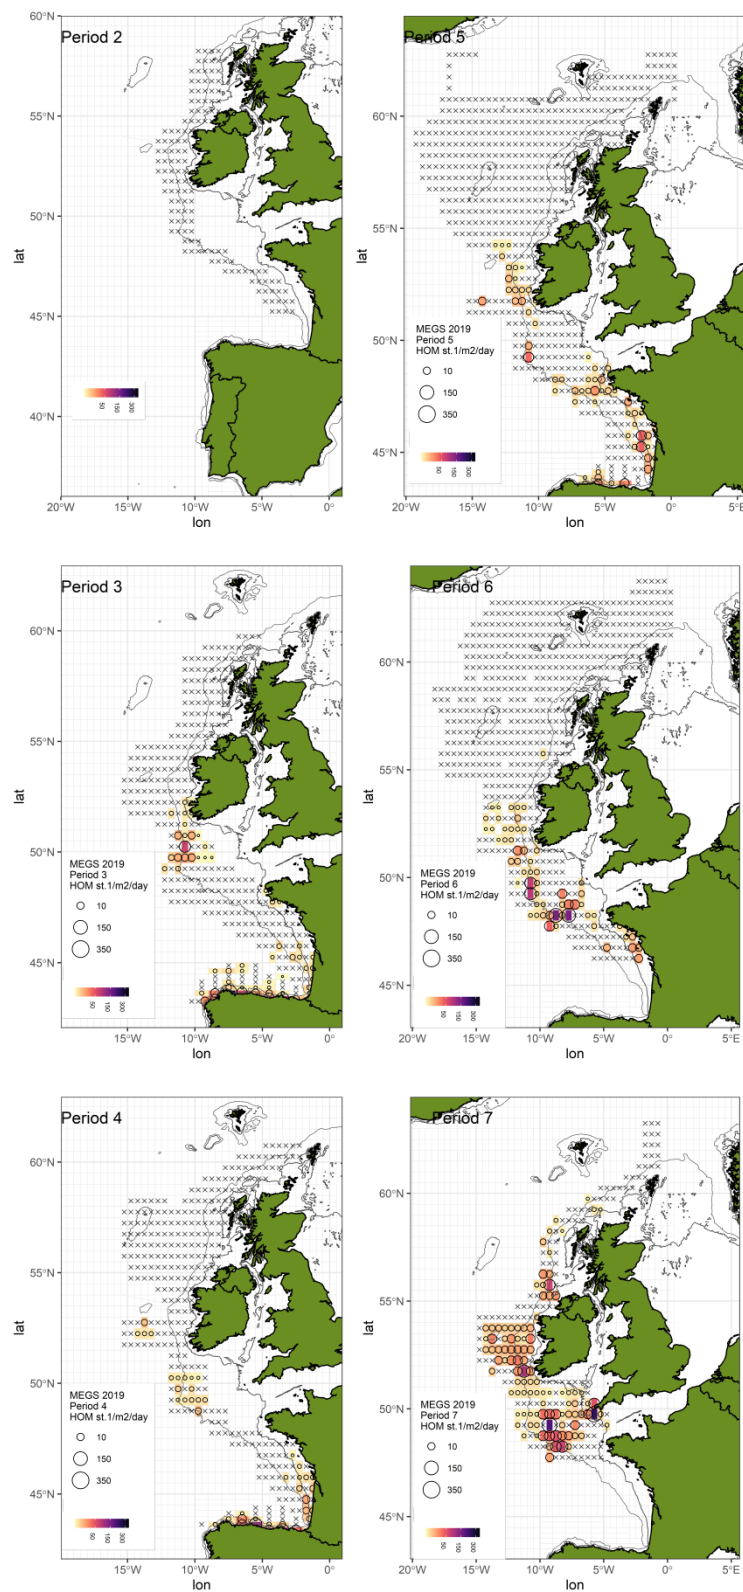 Period 2
60°N
55°N
50°N
45°N
40°N
lat
50
150
300
20°W
15°W
10°W
5°W
0°
lon
Period 5
60°N
55°N
50°N
45°N
lat
MEGS 2019
Period 5
HOM st.1/m2/day
10
150
350
50
150
300
20°W
15°W
10°W
5°W
0°
5°E
lon
Period 3
60°N
55°N
50°N
45°N
lat
MEGS 2019
Period 3
HOM st.1/m2/day
10
150
350
50
150
300
15°W
10°W
5°W
0°
lon
Period 6
60°N
55°N
50°N
45°N
lat
MEGS 2019
Period 6
HOM st.1/m2/day
10
150
350
50
150
300
20°W
15°W
10°W
5°W
0°
5°E
lon
Period 4
60°N
55°N
50°N
45°N
lat
MEGS 2019
Period 4
HOM st.1/m2/day
10
150
350
50
150
300
15°W
10°W
5°W
0°
lon
Period 7
60°N
55°N
50°N
45°N
lat
MEGS 2019
Period 7
HOM st.1/m2/day
10
150
350
50
150
300
20°W
15°W
10°W
5°W
0°
5°E
lon